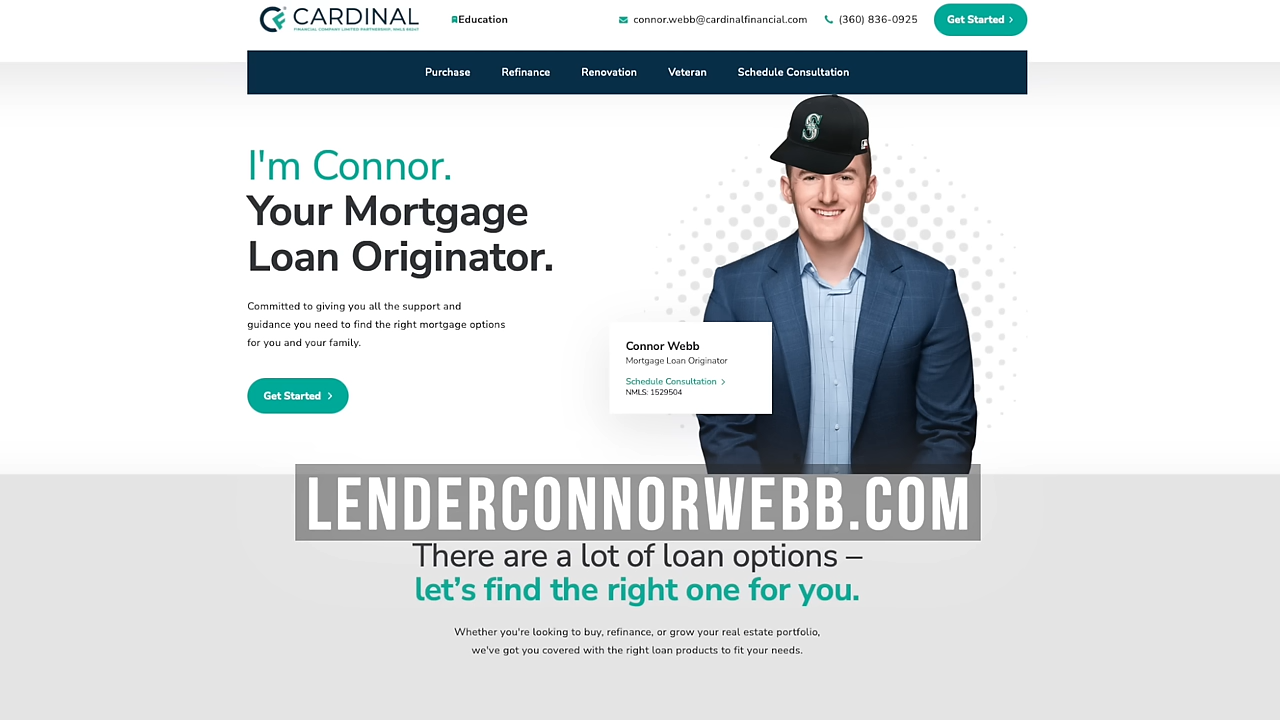 CARDINAL
Education
connor.webb@cardinalfinancial.com
(360) 836-0925
Get Started
Purchase
Refinance
Renovation
Veteran
Schedule Consultation
I'm Connor.
Your Mortgage
Loan Originator.
Committed to giving you all the support and
guidance you need to find the right mortgage options
for you and your family.
Get Started
S
Connor Webb
Mortgage Loan Originator
Schedule Consultation
NMLS: 1529504
LENDERCONNORWEBB.COM
There are a lot of loan options –
let's find the right one for you.
Whether you're looking to buy, refinance, or grow your real estate portfolio,
we've got you covered with the right loan products to fit your needs.